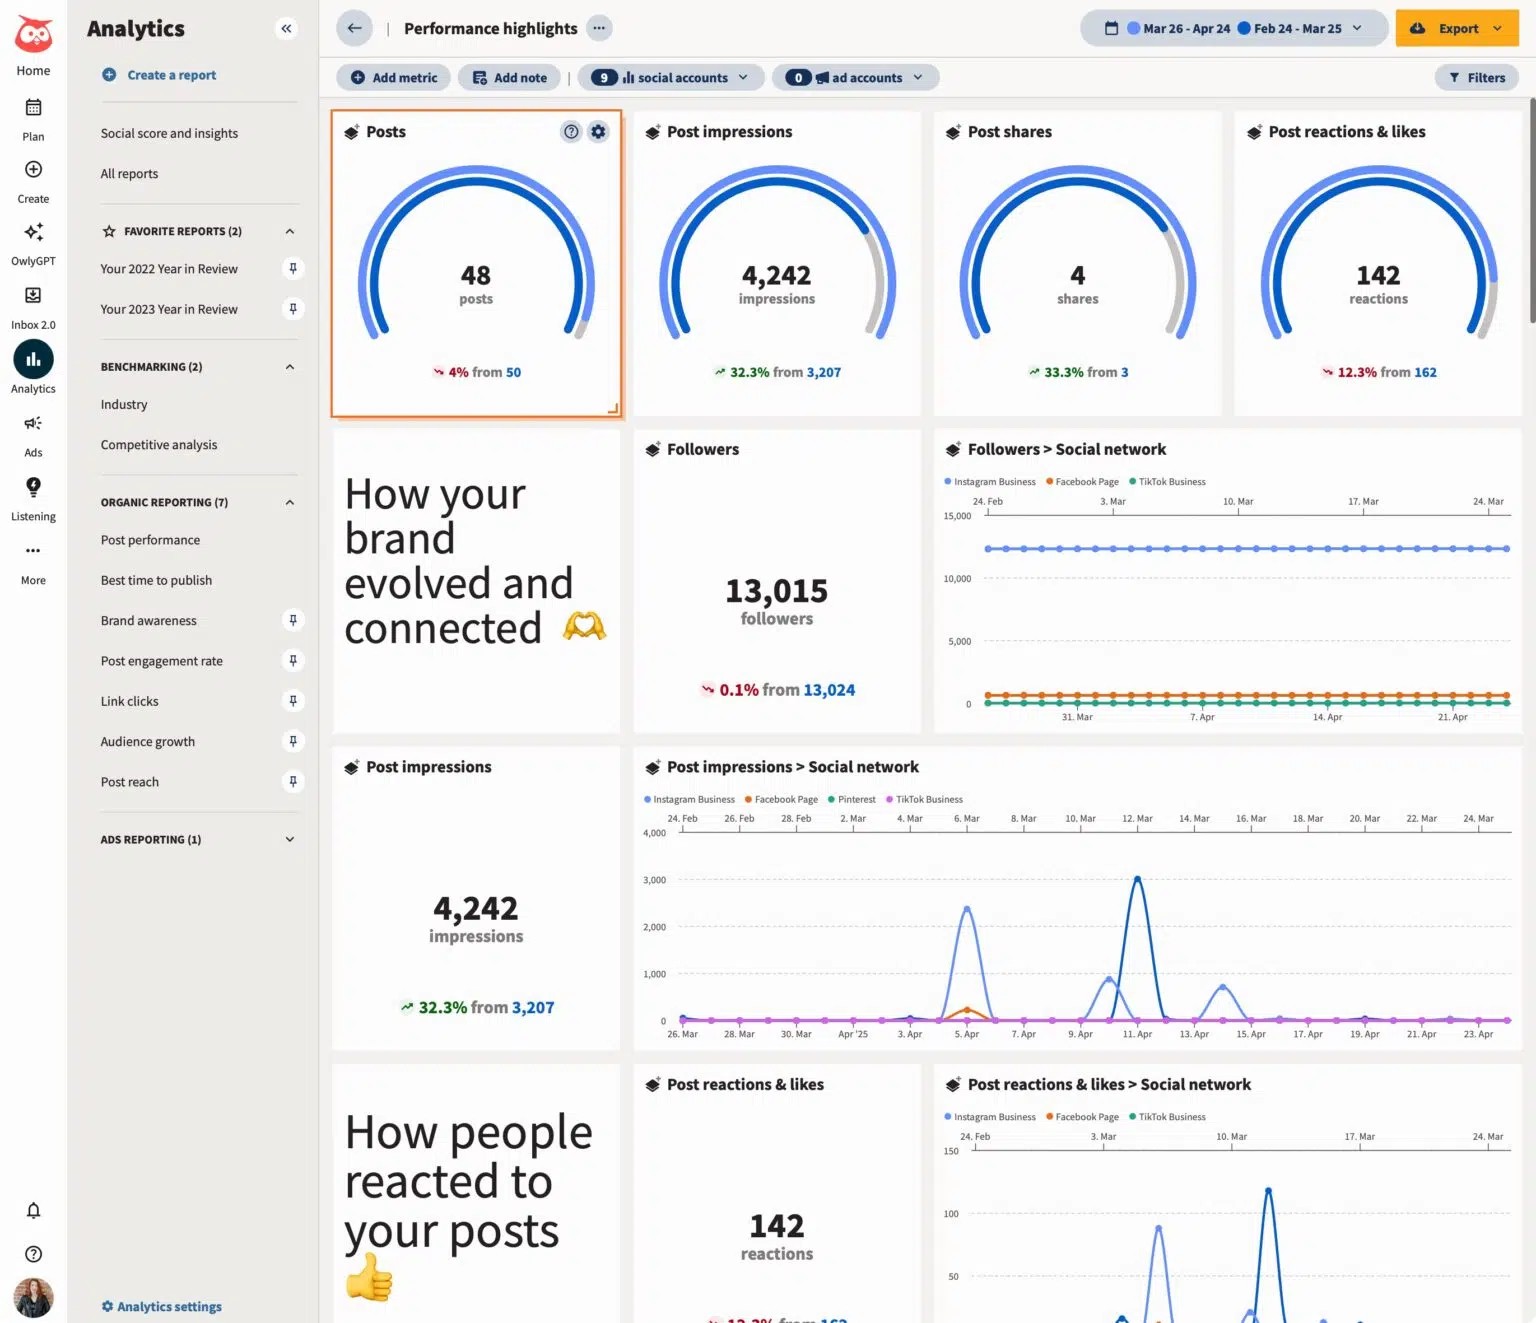 Home
Plan
Create
OwlyGPT
Inbox 2.0
Analytics
Ads
Listening
More
Analytics
Create a report
Social score and insights
All reports
FAVORITE REPORTS (2)
Your 2022 Year in Review
Your 2023 Year in Review
BENCHMARKING (2)
Industry
Competitive analysis
ORGANIC REPORTING (7)
Post performance
Best time to publish
Brand awareness
Post engagement rate
Link clicks
Audience growth
Post reach
ADS REPORTING (1)
Analytics settings
Performance highlights
Mar 26 - Apr 24 Feb 24 - Mar 25
Export
Add metric
Add note
9 social accounts
0 ad accounts
Filters
Posts
48
posts
4% from 50
Post impressions
4,242
impressions
32.3% from 3,207
Post shares
4
shares
33.3% from 3
Post reactions & likes
142
reactions
12.3% from 162
How your
brand
evolved and
connected
Followers
13,015
followers
0.1% from 13,024
Followers > Social network
Instagram Business Facebook Page TikTok Business
24. Feb 3. Mar 10. Mar 17. Mar 24. Mar
15,000
10,000
5,000
0
31. Mar 7. Apr 14. Apr 21. Apr
Post impressions
4,242
impressions
32.3% from 3,207
Post impressions > Social network
Instagram Business Facebook Page Pinterest TikTok Business
24. Feb 26. Feb 28. Feb 2. Mar 4. Mar 6. Mar 8. Mar 10. Mar 12. Mar 14. Mar 16. Mar 18. Mar 20. Mar 22. Mar 24. Mar
4,000
3,000
2,000
1,000
0
26. Mar 28. Mar 30. Mar Apr '25 3. Apr 5. Apr 7. Apr 9. Apr 11. Apr 13. Apr 15. Apr 17. Apr 19. Apr 21. Apr 23. Apr
How people
reacted to
your posts
Post reactions & likes
142
reactions
12.3% from 162
Post reactions & likes > Social network
Instagram Business Facebook Page TikTok Business
24. Feb 3. Mar 10. Mar 17. Mar 24. Mar
150
100
50